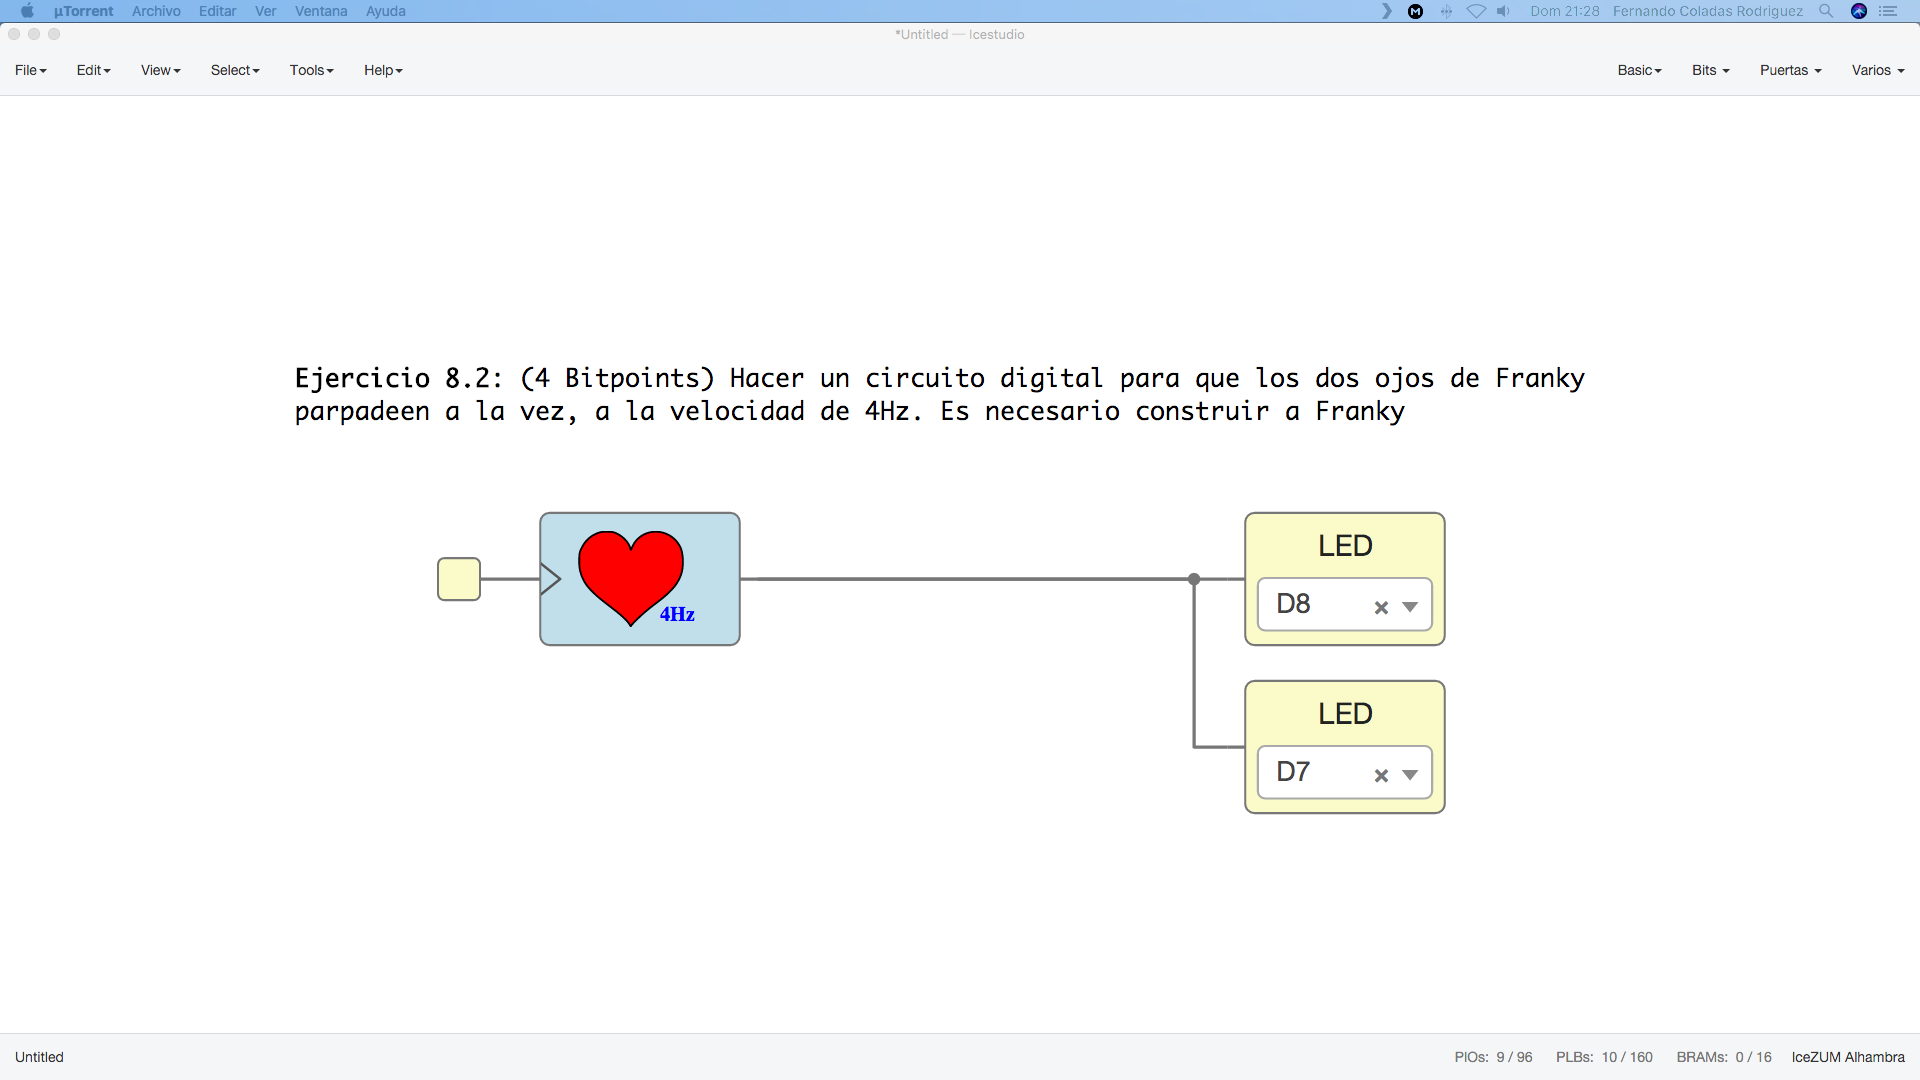 µTorrent Archivo Editar Ver Ventana Ayuda Dom 21:28 Fernando Coladas Rodriguez
*Untitled — Icestudio
File Edit View Select Tools Help Basic Bits Puertas Varios
Ejercicio 8.2: (4 Bitpoints) Hacer un circuito digital para que los dos ojos de Franky
parpadeen a la vez, a la velocidad de 4Hz. Es necesario construir a Franky
LED
D8
4Hz
LED
D7
Untitled PIOs: 9 / 96 PLBs: 10 / 160 BRAMs: 0 / 16 IceZUM Alhambra